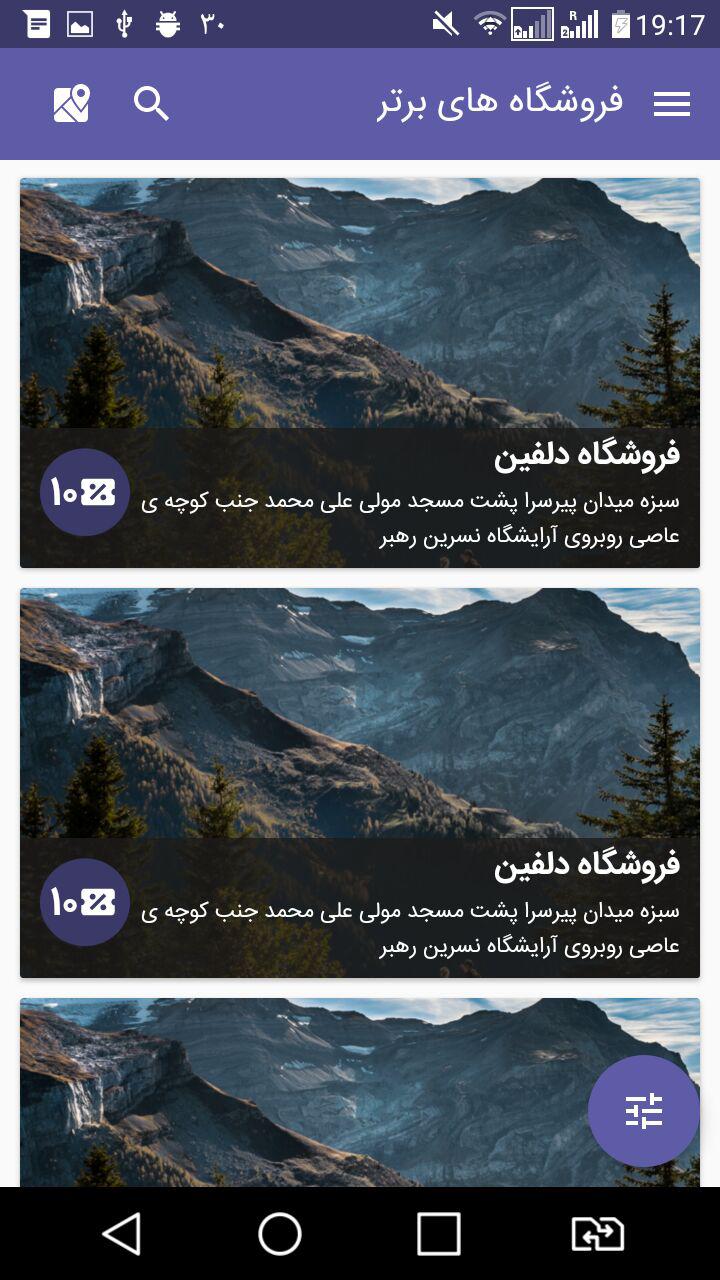 ۳۰
R
2
19:17
فروشگاه های برتر
فروشگاه دلفین
سبزه میدان پیرسرا پشت مسجد مولی علی محمد جنب کوچه ی
عاصی روبروی آرایشگاه نسرین رهبر
۱۰
فروشگاه دلفین
سبزه میدان پیرسرا پشت مسجد مولی علی محمد جنب کوچه ی
عاصی روبروی آرایشگاه نسرین رهبر
۱۰